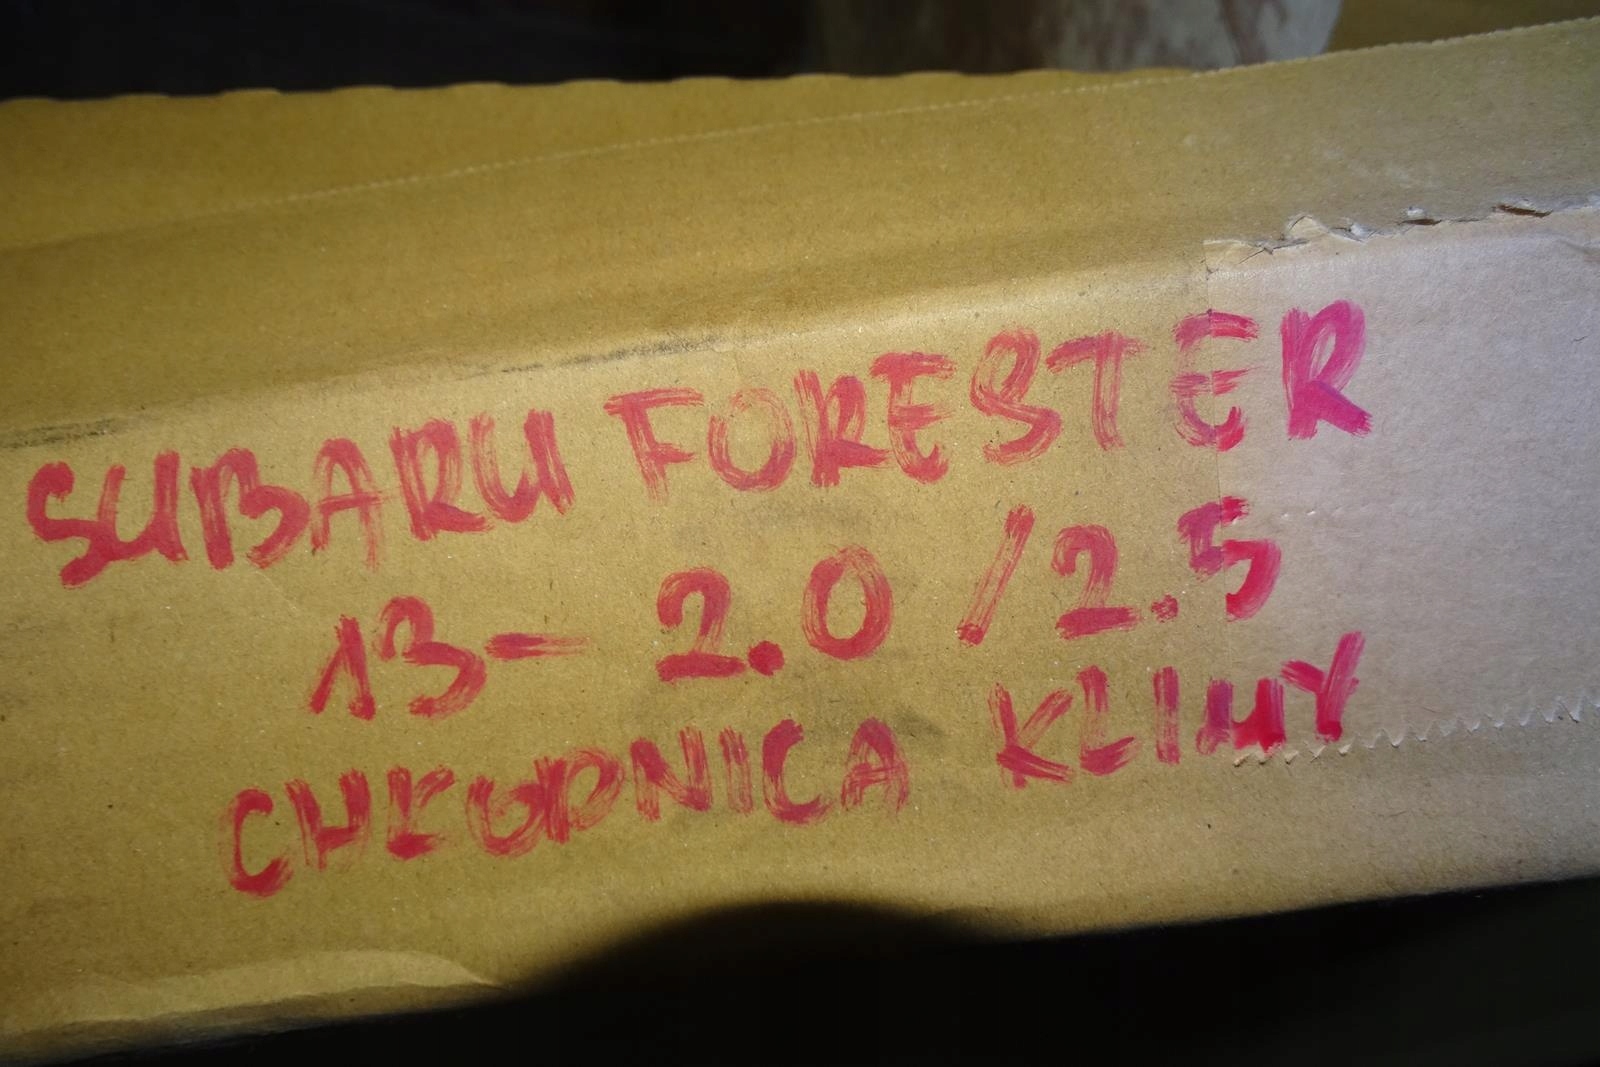 SUBARU FORESTER
13- 2.0 / 2.5
CHŁODNICA KLIMY